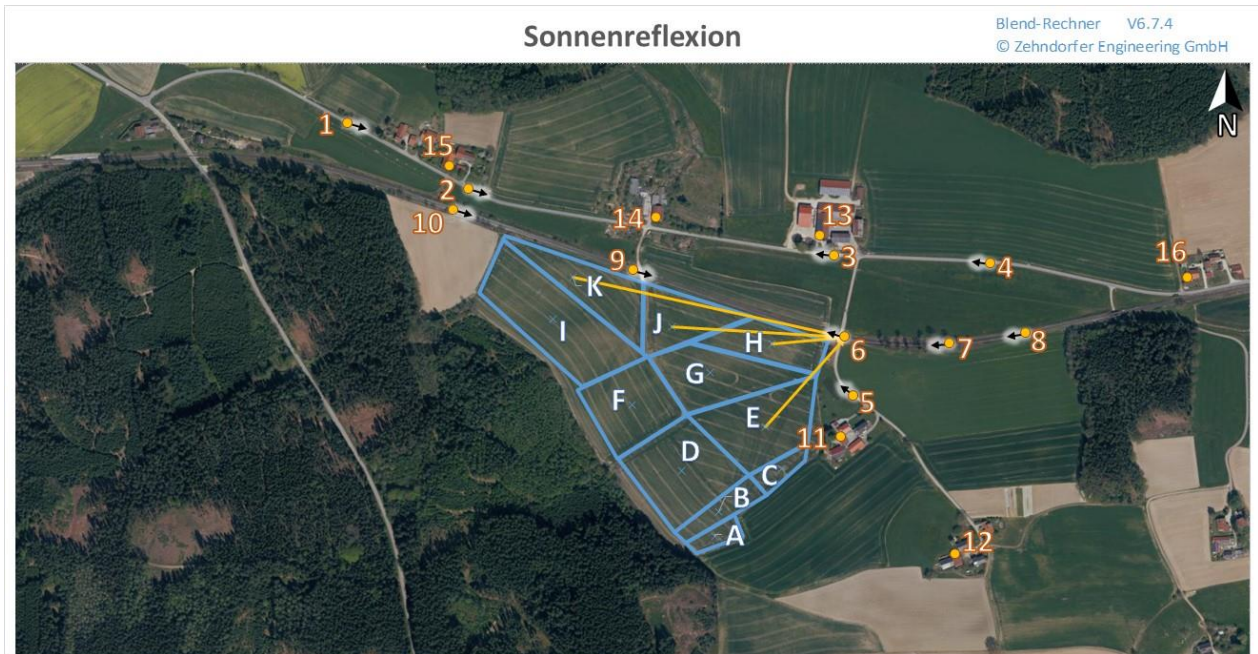 Sonnenreflexion
Blend-Rechner V6.7.4
© Zehndorfer Engineering GmbH
N
1
15
2
10
14
13
9
3
4
16
K
I
J
H
6
7
8
G
F
E
5
11
D
C
B
A
12